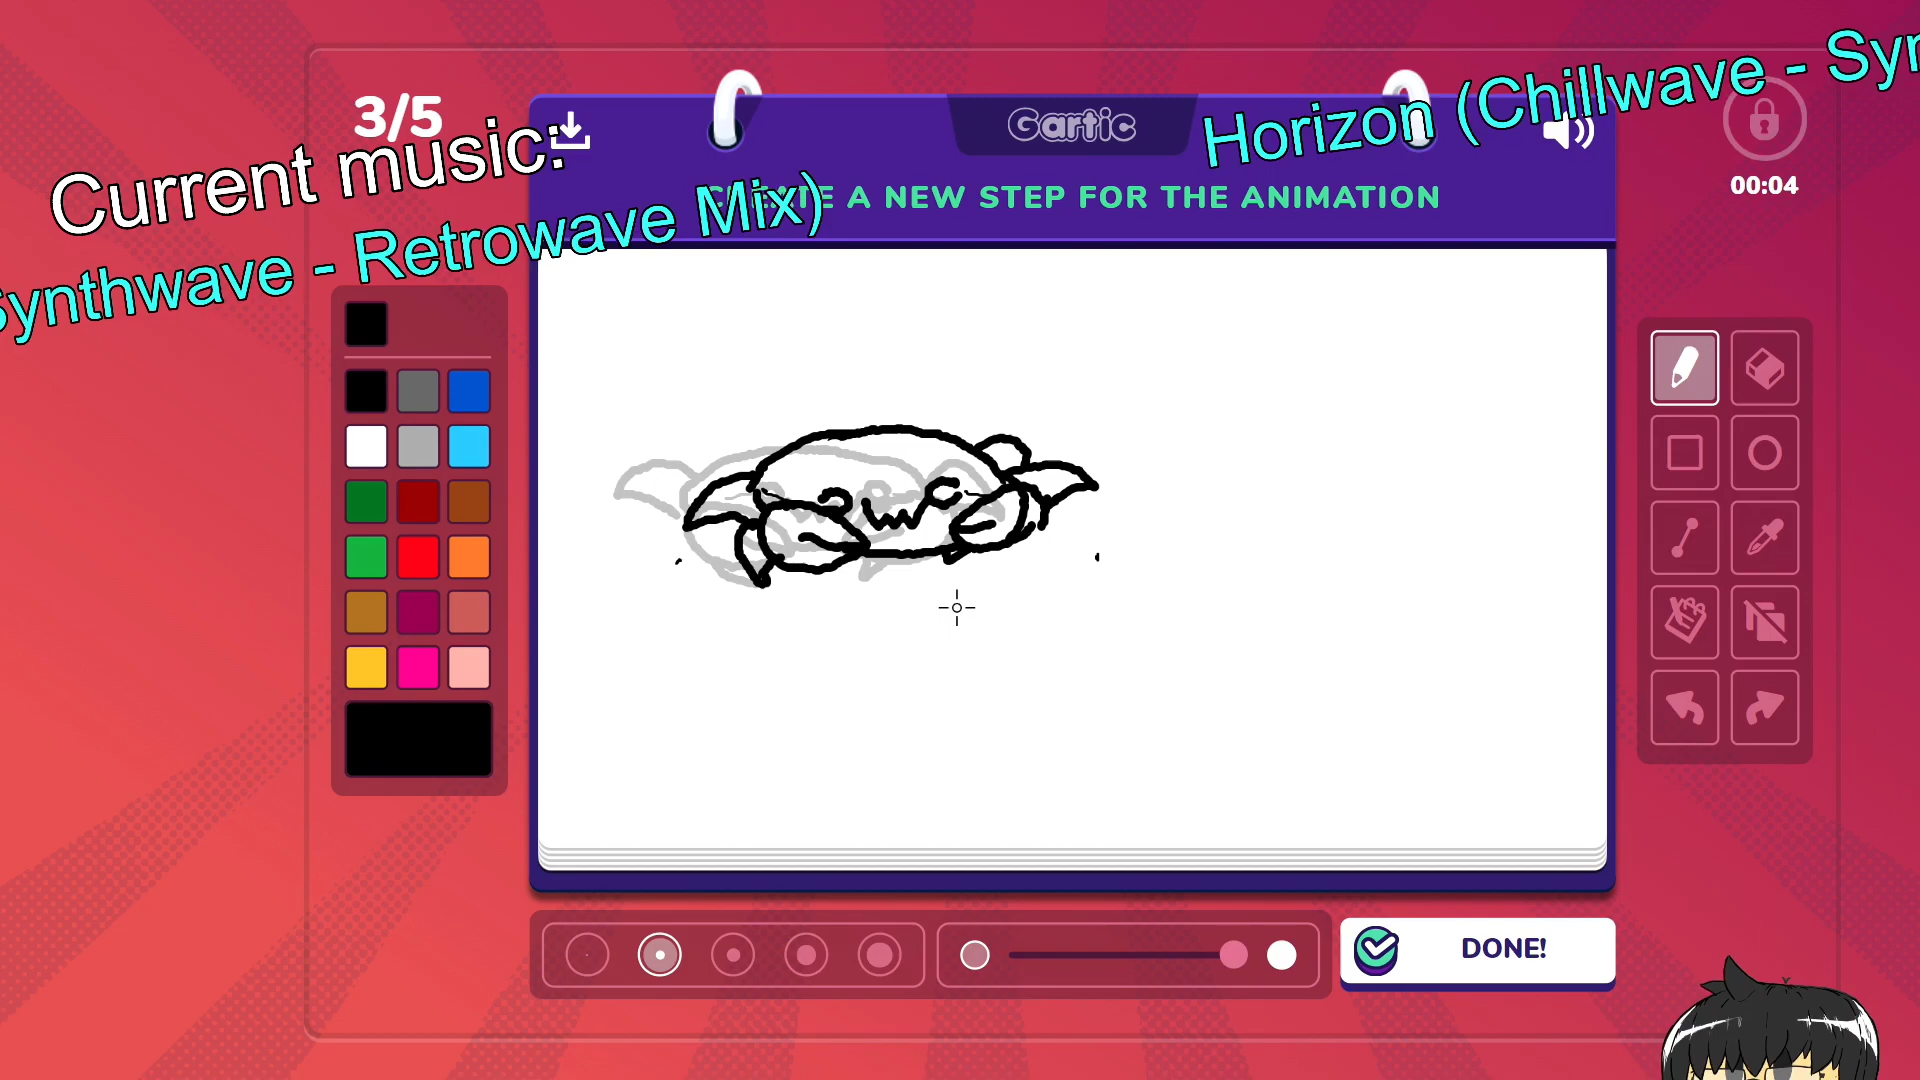 3/5
Current music:
Synthwave - Retrowave Mix)
Horizon (Chillwave - Syn
Gartic
CREATE A NEW STEP FOR THE ANIMATION
00:04
DONE!